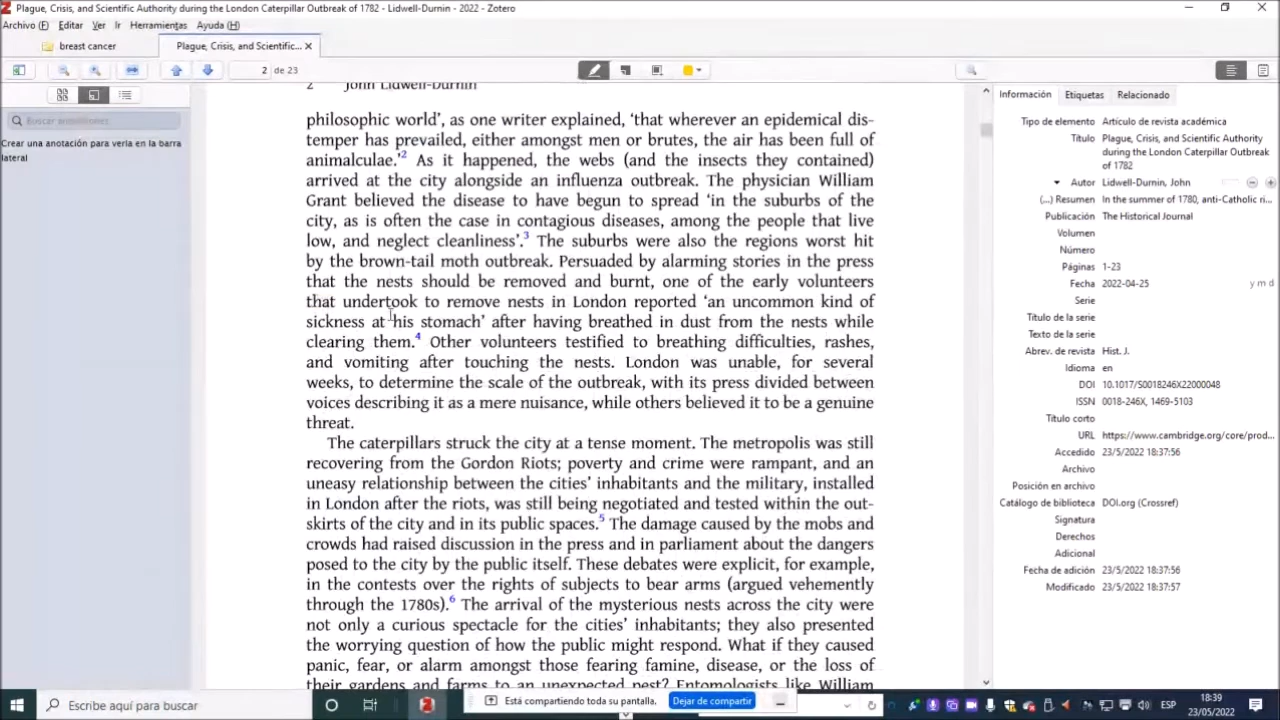 Plague, Crisis, and Scientific Authority during the London Caterpillar Outbreak of 1782 - Lidwell-Durnin - 2022 - Zotero
Archivo (F) Editar Ver Ir Herramientas Ayuda (H)
breast cancer
Plague, Crisis, and Scientific...
2 de 23
Buscar anotaciones
Crear una anotación para verla en la barra
lateral
2 John Lidwell-Durnin
philosophic world', as one writer explained, 'that wherever an epidemical dis-
temper has prevailed, either amongst men or brutes, the air has been full of
animalculae.'2 As it happened, the webs (and the insects they contained)
arrived at the city alongside an influenza outbreak. The physician William
Grant believed the disease to have begun to spread 'in the suburbs of the
city, as is often the case in contagious diseases, among the people that live
low, and neglect cleanliness'.3 The suburbs were also the regions worst hit
by the brown-tail moth outbreak. Persuaded by alarming stories in the press
that the nests should be removed and burnt, one of the early volunteers
that undertook to remove nests in London reported 'an uncommon kind of
sickness at his stomach' after having breathed in dust from the nests while
clearing them.4 Other volunteers testified to breathing difficulties, rashes,
and vomiting after touching the nests. London was unable, for several
weeks, to determine the scale of the outbreak, with its press divided between
voices describing it as a mere nuisance, while others believed it to be a genuine
threat.
The caterpillars struck the city at a tense moment. The metropolis was still
recovering from the Gordon Riots; poverty and crime were rampant, and an
uneasy relationship between the cities' inhabitants and the military, installed
in London after the riots, was still being negotiated and tested within the out-
skirts of the city and in its public spaces.5 The damage caused by the mobs and
crowds had raised discussion in the press and in parliament about the dangers
posed to the city by the public itself. These debates were explicit, for example,
in the contests over the rights of subjects to bear arms (argued vehemently
through the 1780s).6 The arrival of the mysterious nests across the city were
not only a curious spectacle for the cities' inhabitants; they also presented
the worrying question of how the public might respond. What if they caused
panic, fear, or alarm amongst those fearing famine, disease, or the loss of
their gardens and farms to an unexpected pest? Entomologists like William
Información Etiquetas Relacionado
Tipo de elemento Artículo de revista académica
Título Plague, Crisis, and Scientific Authority
during the London Caterpillar Outbreak
of 1782
Autor Lidwell-Durnin, John
(...) Resumen In the summer of 1780, anti-Catholic ri...
Publicación The Historical Journal
Volumen
Número
Páginas 1-23
Fecha 2022-04-25 y m d
Serie
Título de la serie
Texto de la serie
Abrev. de revista Hist. J.
Idioma en
DOI 10.1017/S0018246X22000048
ISSN 0018-246X, 1469-5103
Título corto
URL https://www.cambridge.org/core/prod...
Accedido 23/5/2022 18:37:56
Archivo
Posición en archivo
Catálogo de biblioteca DOI.org (Crossref)
Signatura
Derechos
Adicional
Fecha de adición 23/5/2022 18:37:56
Modificado 23/5/2022 18:37:57
Escribe aquí para buscar
Está compartiendo toda su pantalla. Dejar de compartir
ESP
18:39
23/05/2022